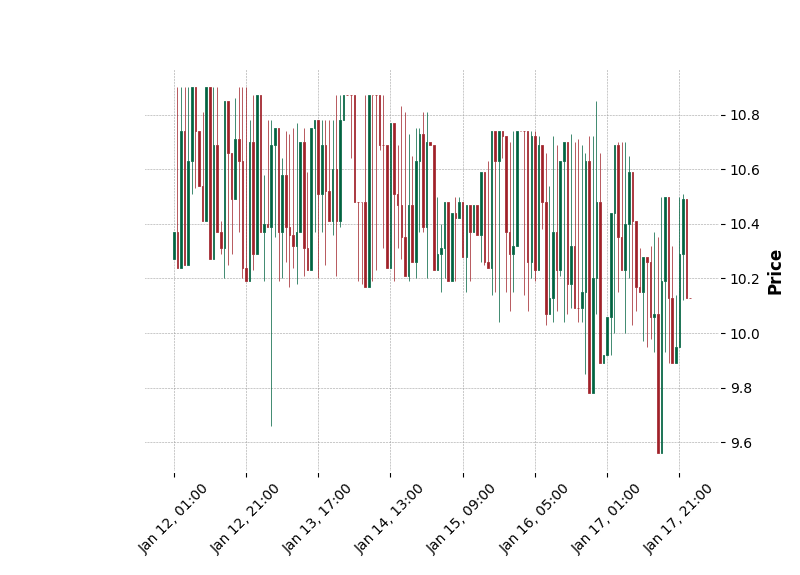 10.8
10.6
10.4
10.2
10.0
9.8
9.6
Price
Jan 12, 01:00
Jan 12, 21:00
Jan 13, 17:00
Jan 14, 13:00
Jan 15, 09:00
Jan 16, 05:00
Jan 17, 01:00
Jan 17, 21:00